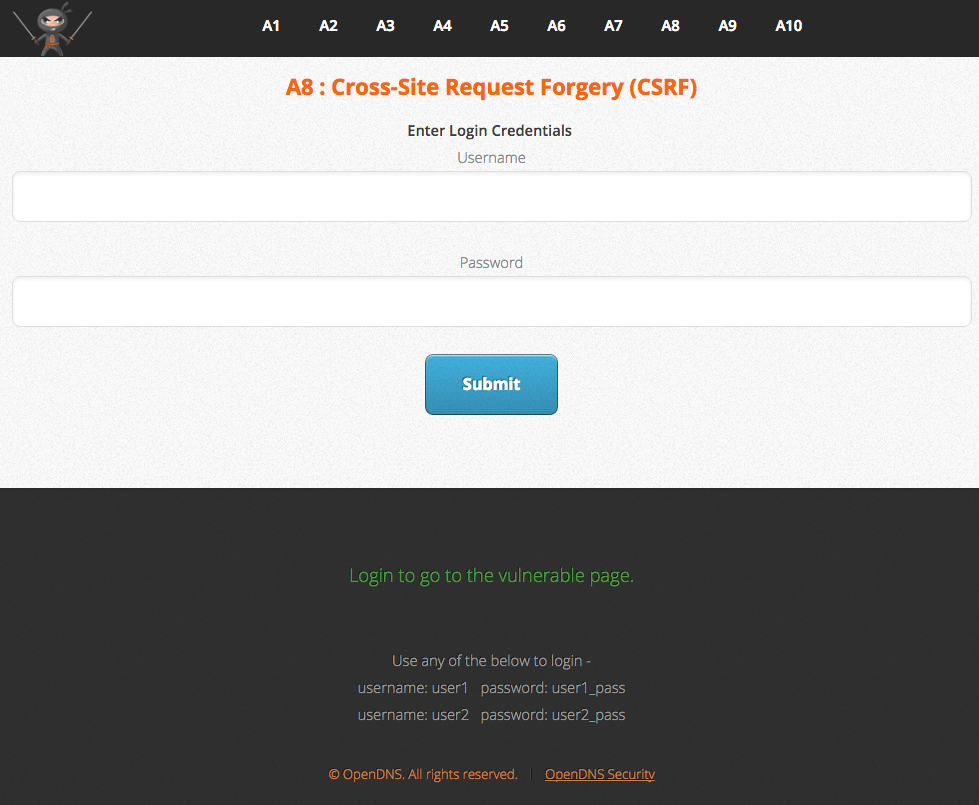 A1 A2 A3 A4 A5 A6 A7 A8 A9 A10
A8 : Cross-Site Request Forgery (CSRF)
Enter Login Credentials
Username
Password
Submit
Login to go to the vulnerable page.
Use any of the below to login -
username: user1 password: user1_pass
username: user2 password: user2_pass
© OpenDNS. All rights reserved. | OpenDNS Security